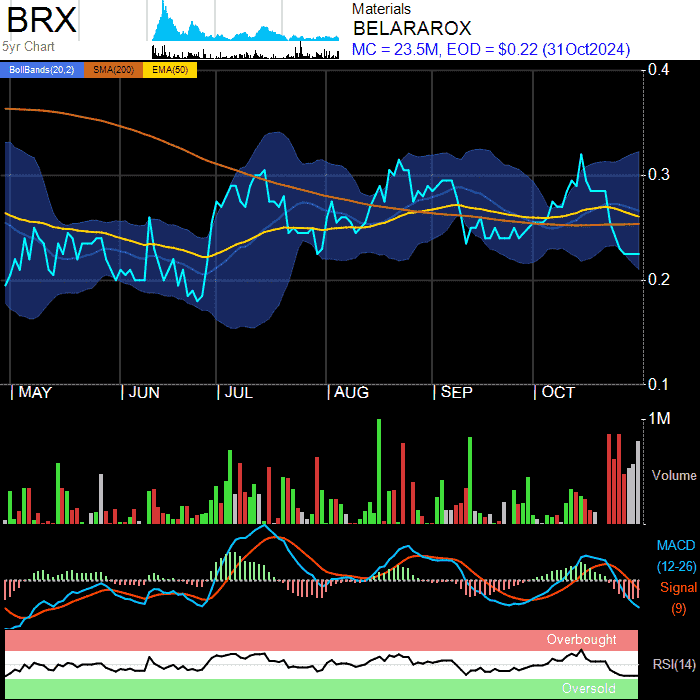 BRX
5yr Chart
Materials
BELARAROX
MC = 23.5M, EOD = $0.22 (31Oct2024)
BollBands(20,2) SMA(200) EMA(50)
0.4
0.3
0.2
0.1
MAY JUN JUL AUG SEP OCT
1M
Volume
MACD
(12-26)
Signal
(9)
Overbought
RSI(14)
Oversold